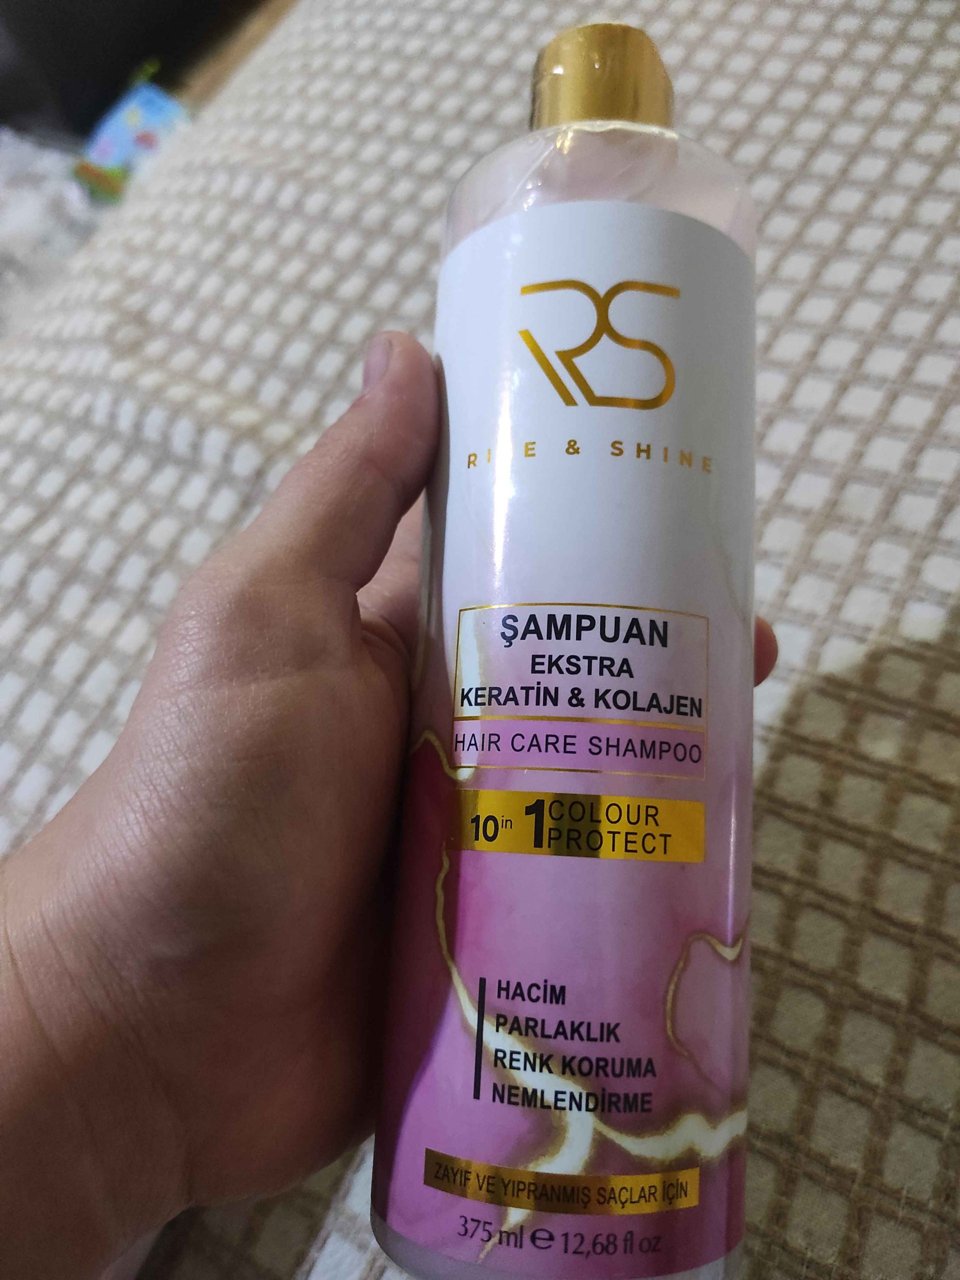 RS
RISE & SHINE
ŞAMPUAN
EKSTRA
KERATİN & KOLAJEN
HAIR CARE SHAMPOO
10 in 1 COLOUR
PROTECT
HACİM
PARLAKLIK
RENK KORUMA
NEMLENDİRME
ZAYIF VE YIPRANMIŞ SAÇLAR İÇİN
375 ml e 12,68 fl oz